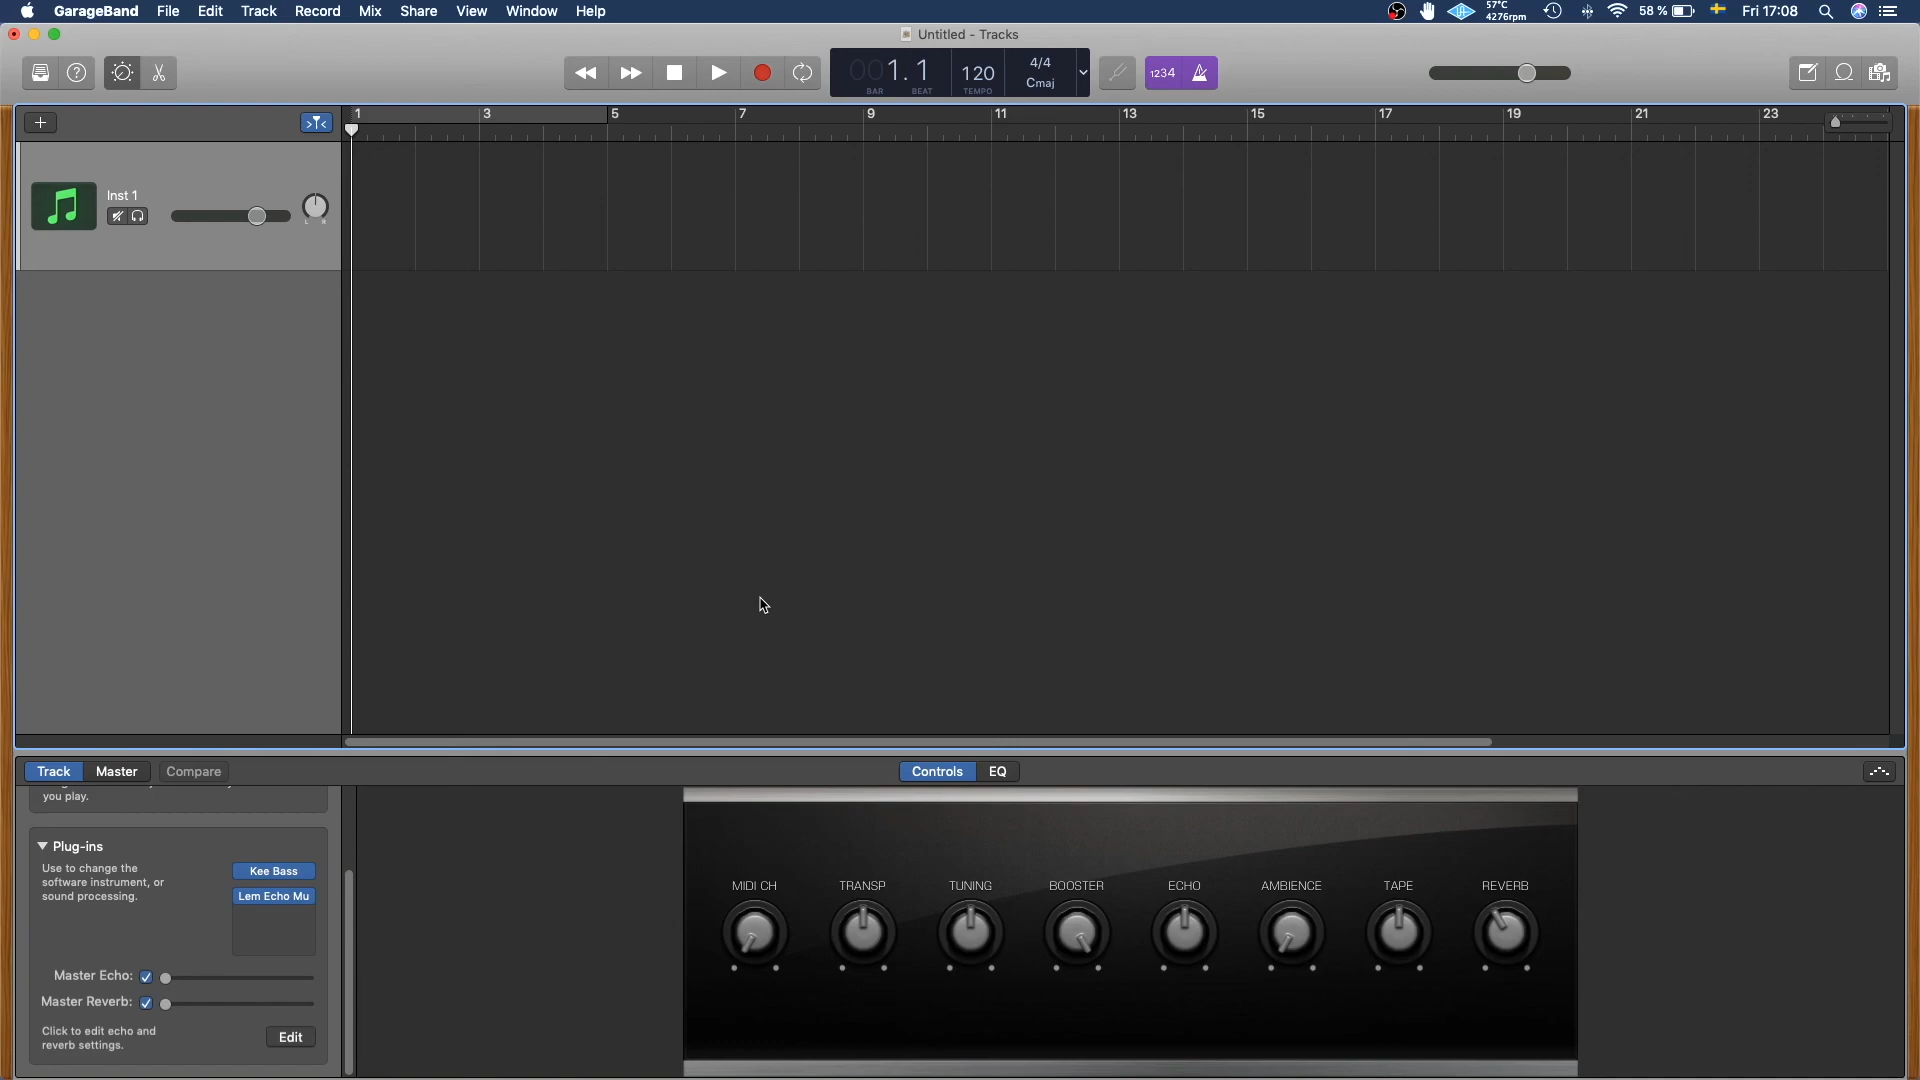 GarageBand File Edit Track Record Mix Share View Window Help 57°C 4276rpm 58 % Fri 17:08
Untitled - Tracks
001.1 120 4/4 Cmaj 1234
BAR BEAT TEMPO
1 3 5 7 9 11 13 15 17 19 21 23
Inst 1
L R
Track Master Compare Controls EQ
you play.
Plug-ins
Use to change the
software instrument, or
sound processing.
Kee Bass
Lem Echo Mu
Master Echo:
Master Reverb:
Click to edit echo and
reverb settings.
Edit
MIDI CH TRANSP TUNING BOOSTER ECHO AMBIENCE TAPE REVERB